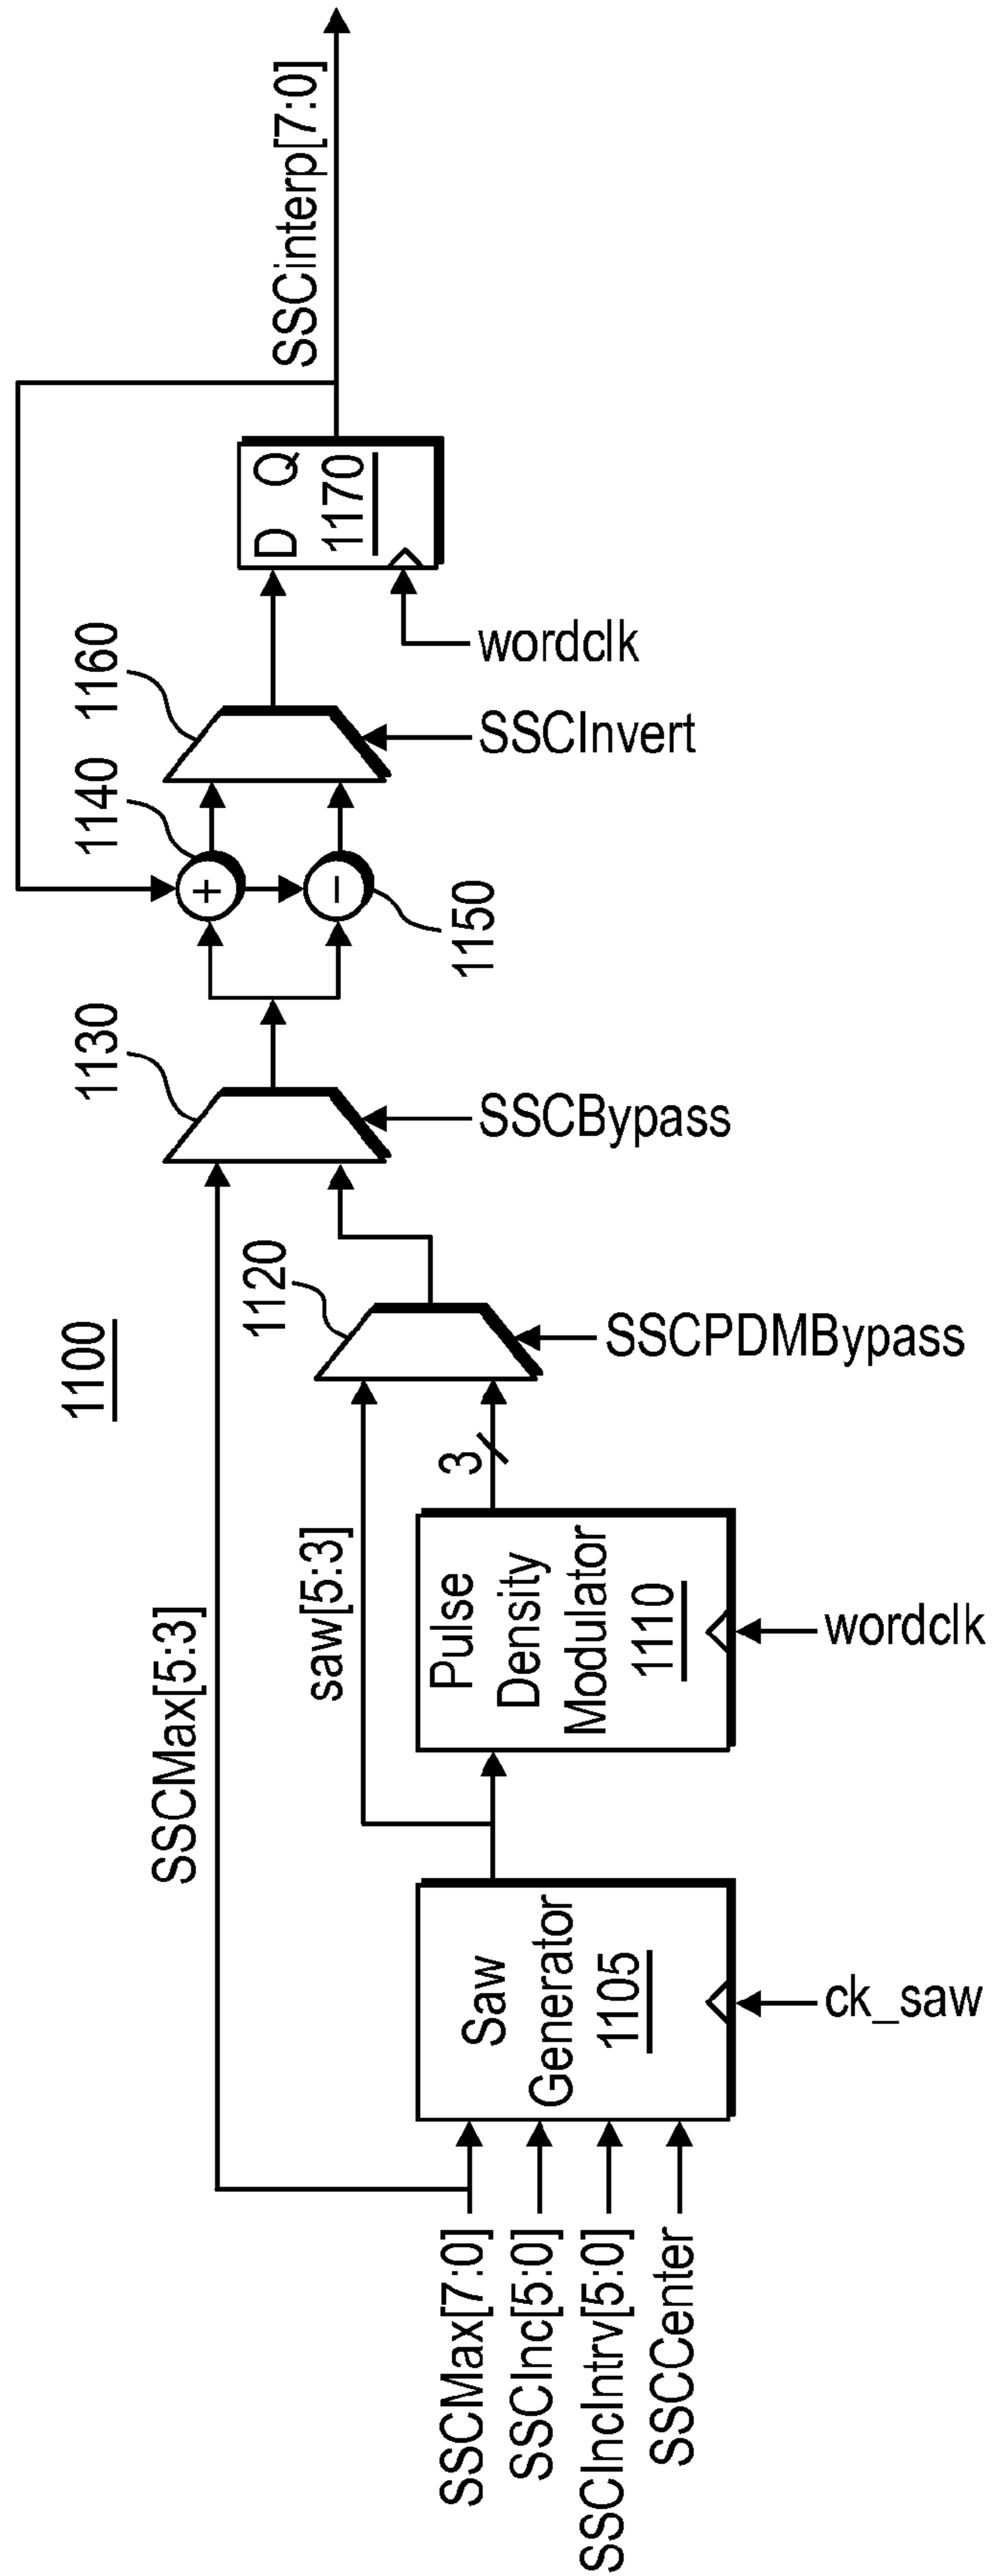 1100
SSCMax[7:0]
SSCInc[5:0]
SSCIncIntrv[5:0]
SSCCenter
Saw
Generator
1105
ck_saw
SSCMax[5:3]
saw[5:3]
Pulse
Density
Modulator
1110
wordclk
3
1120
SSCPDMBypass
1130
SSCBypass
1140
+
-
1150
1160
SSCInvert
D Q
1170
wordclk
SSCinterp[7:0]